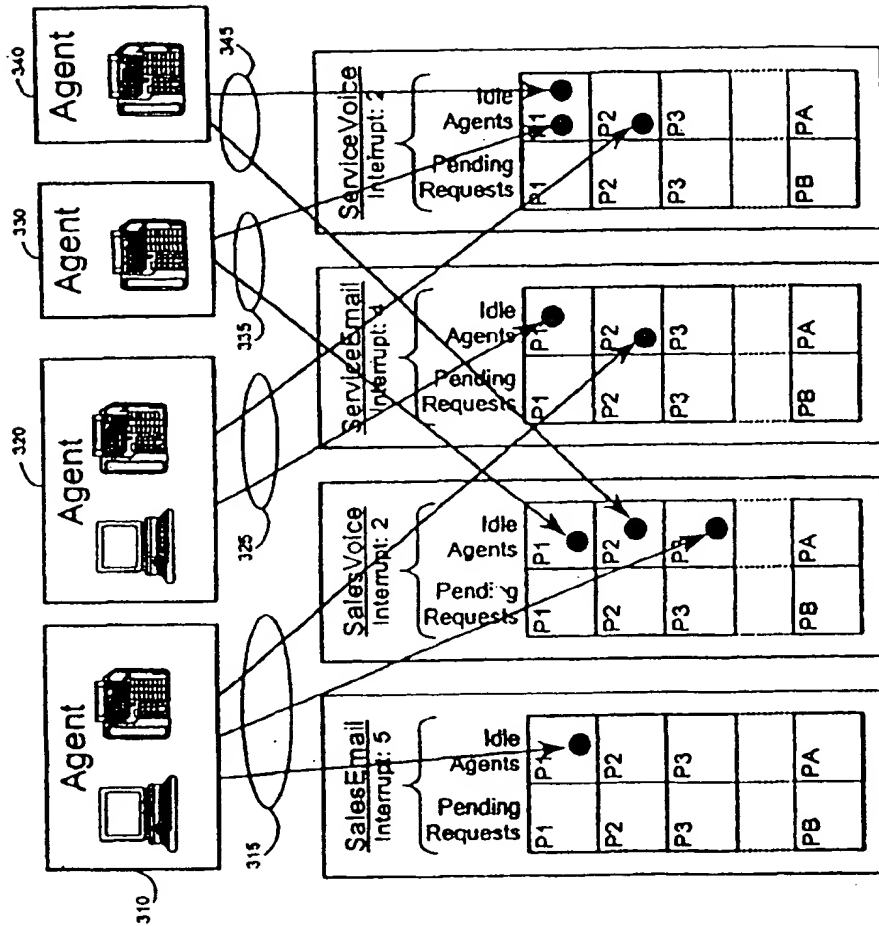 310
Agent
315
320
Agent
325
330
Agent
335
340
Agent
345
SalesEmail
Interrupt: 5
Pending
Requests
Idle
Agents
P1
P1
P2
P2
P3
P3
PB
PA
SalesVoice
Interrupt: 2
Pending
Requests
Idle
Agents
P1
P1
P2
P2
P3
P3
PB
PA
ServiceEmail
Interrupt: 4
Pending
Requests
Idle
Agents
P1
P1
P2
P2
P3
P3
PB
PA
ServiceVoice
Interrupt: 2
Pending
Requests
Idle
Agents
P1
P1
P2
P2
P3
P3
PB
PA